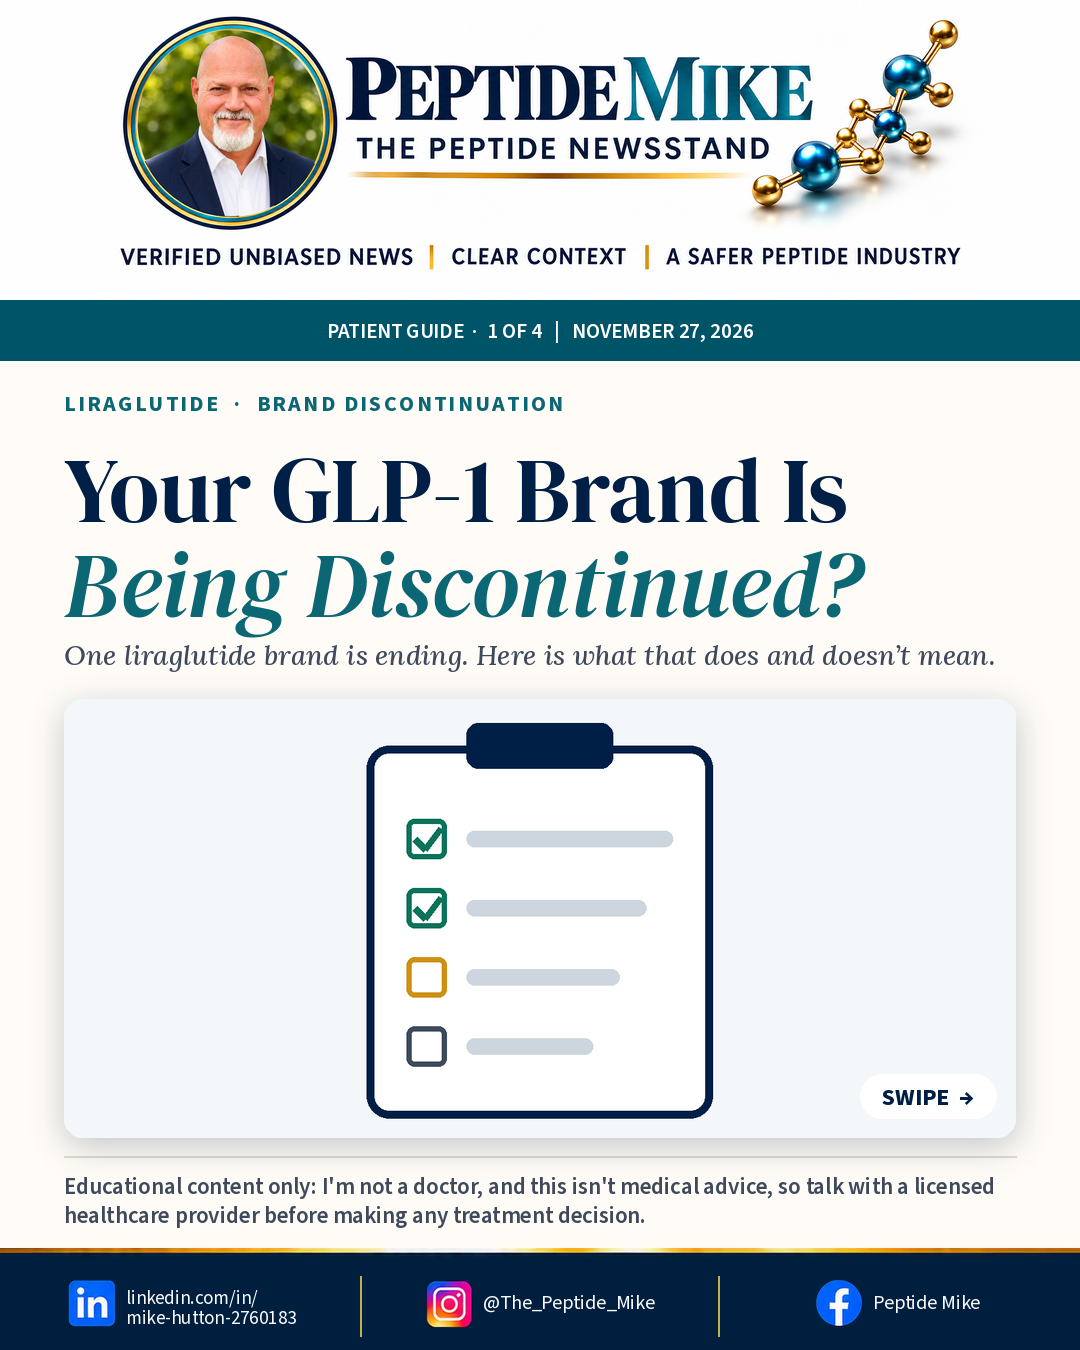 PEPTIDEMIKE
THE PEPTIDE NEWSSTAND
VERIFIED UNBIASED NEWS | CLEAR CONTEXT | A SAFER PEPTIDE INDUSTRY
PATIENT GUIDE · 1 OF 4 | NOVEMBER 27, 2026
LIRAGLUTIDE · BRAND DISCONTINUATION
Your GLP-1 Brand Is
Being Discontinued?
One liraglutide brand is ending. Here is what that does and doesn’t mean.
SWIPE →
Educational content only: I'm not a doctor, and this isn't medical advice, so talk with a licensed
healthcare provider before making any treatment decision.
in
linkedin.com/in/
mike-hutton-2760183
@The_Peptide_Mike
f
Peptide Mike